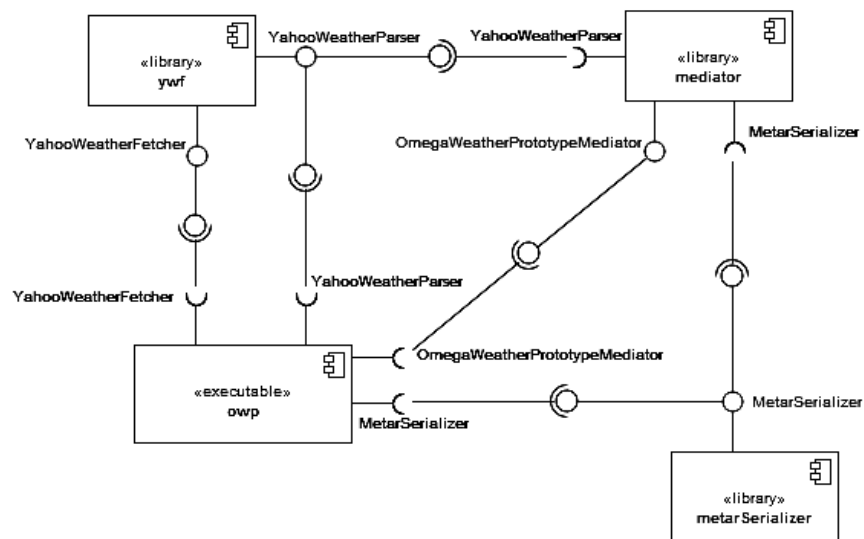 YahooWeatherParser
YahooWeatherParser
«library»
ywf
«library»
mediator
YahooWeatherFetcher
OmegaWeatherPrototypeMediator
MetarSerializer
YahooWeatherFetcher
YahooWeatherParser
OmegaWeatherPrototypeMediator
«executable»
owp
MetarSerializer
MetarSerializer
«library»
metarSerializer